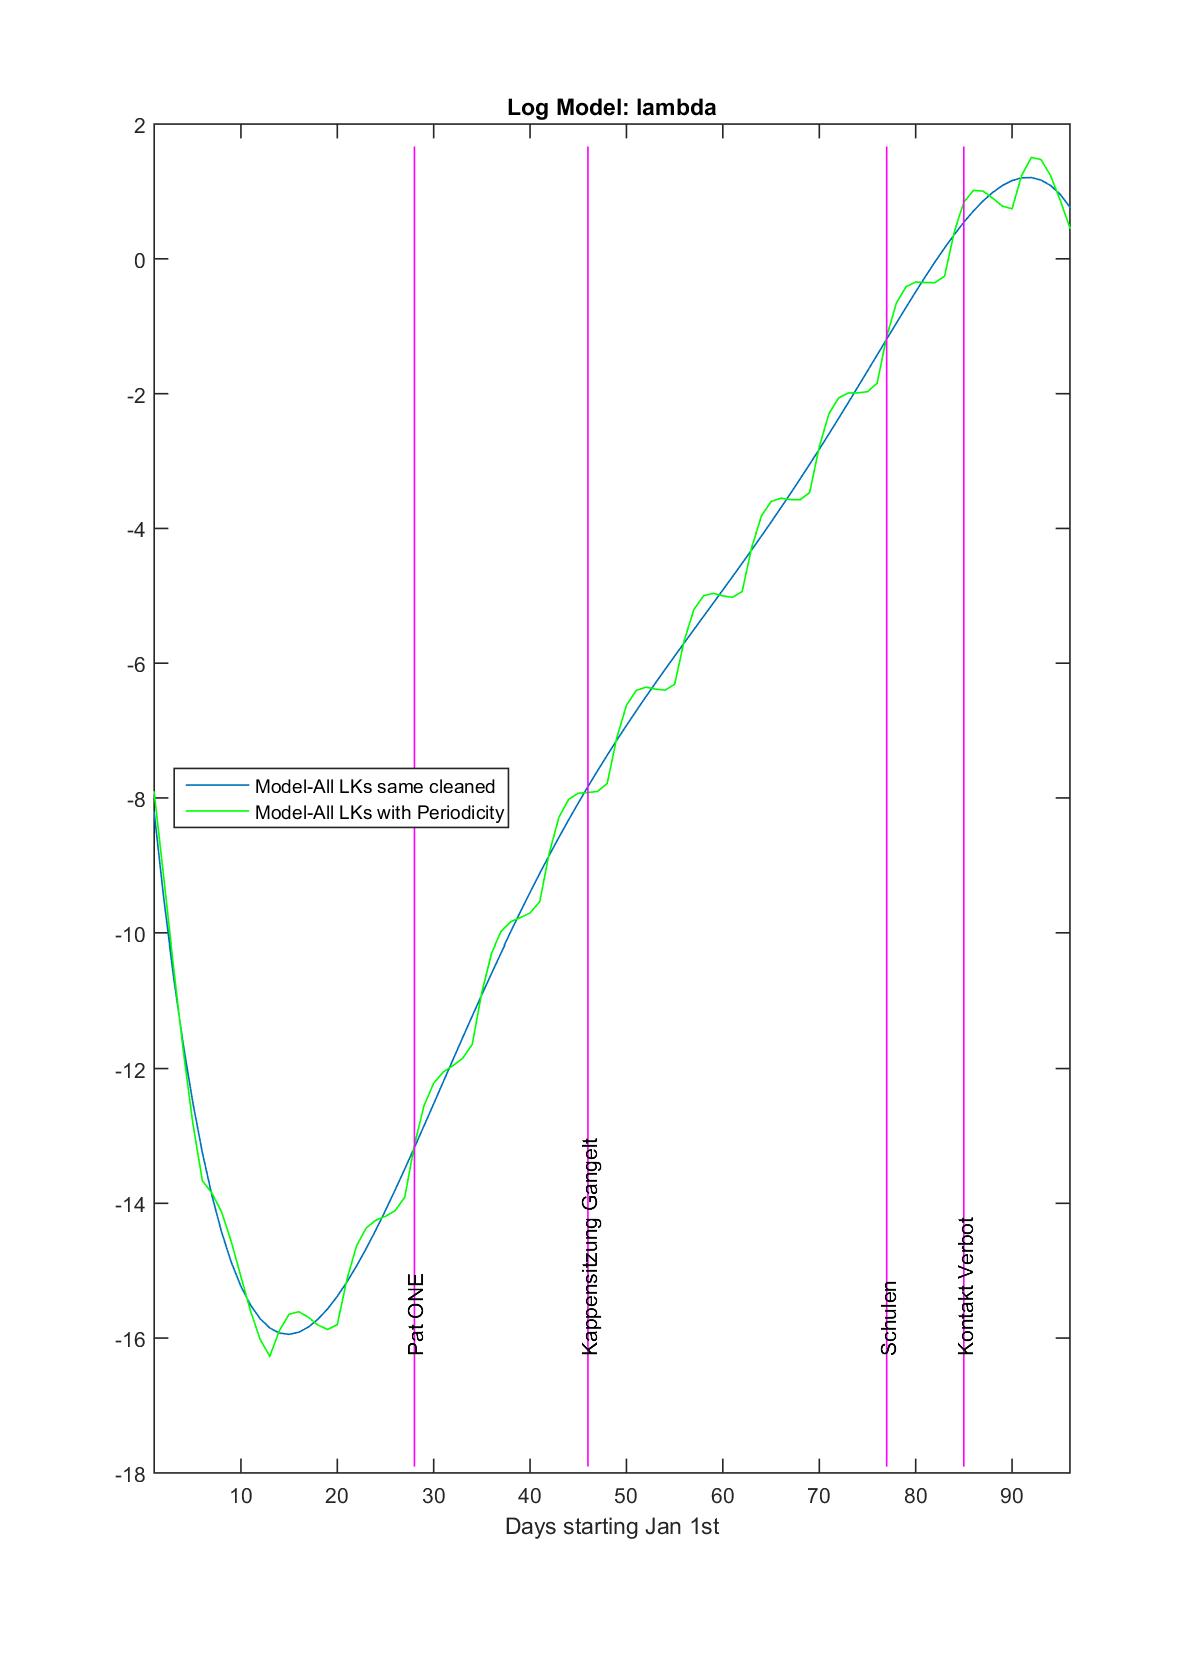 Log Model: lambda
2
0
-2
-4
-6
-8
-10
-12
-14
-16
-18
Model-All LKs same cleaned
Model-All LKs with Periodicity
Pat ONE
Kappensitzung Gangelt
Schulen
Kontakt Verbot
10 20 30 40 50 60 70 80 90
Days starting Jan 1st